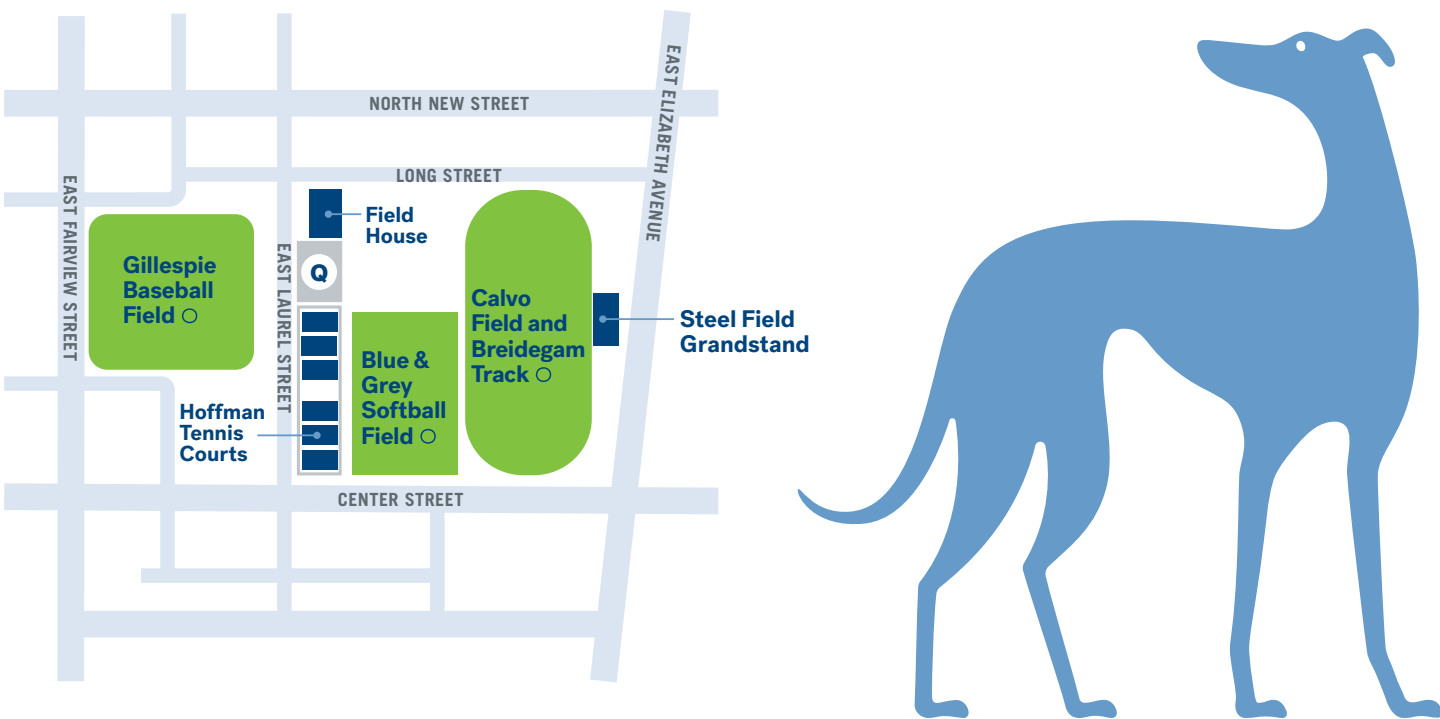 NORTH NEW STREET
EAST ELIZABETH AVENUE
LONG STREET
EAST FAIRVIEW STREET
Field
House
EAST LAUREL STREET
Gillespie
Baseball
Field
Q
Calvo
Field and
Breidegam
Track
Steel Field
Grandstand
Blue &
Grey
Softball
Field
Hoffman
Tennis
Courts
CENTER STREET